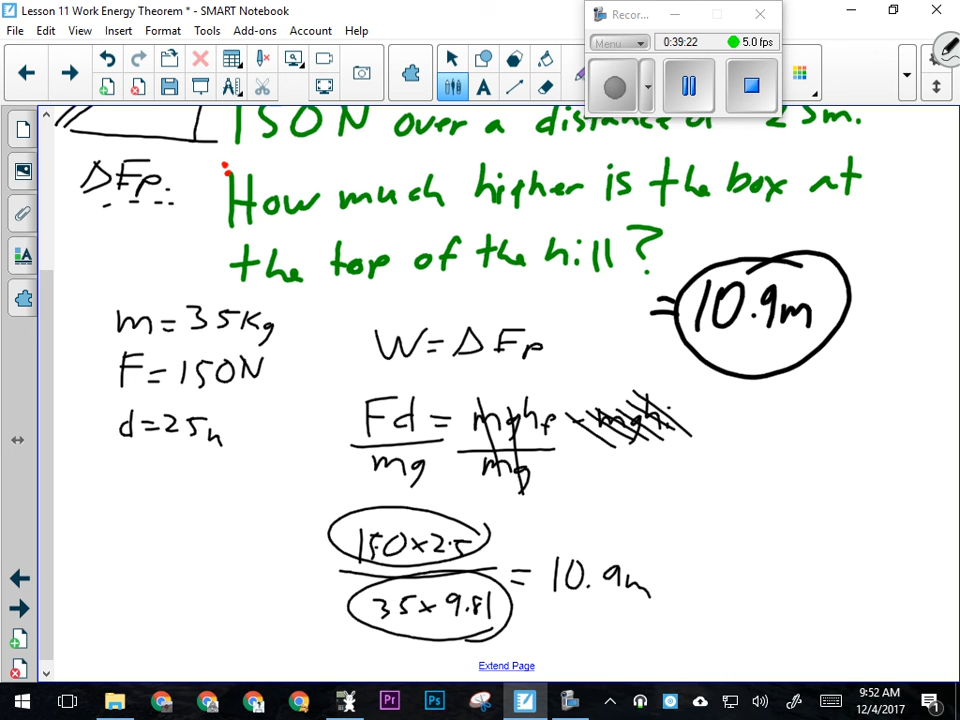 Lesson 11 Work Energy Theorem * - SMART Notebook
Recor...
File Edit View Insert Format Tools Add-ons Account Help
Menu 0:39:22 5.0 fps
150N over a distance of 25m.
ΔEp
How much higher is the box at
the top of the hill?
= 10.9m
m = 35Kg
F = 150N
d = 25m
W = ΔEp
Fd = mghf - mghi
mg mg
150 x 25
35 x 9.81
= 10.9m
Extend Page
9:52 AM
12/4/2017